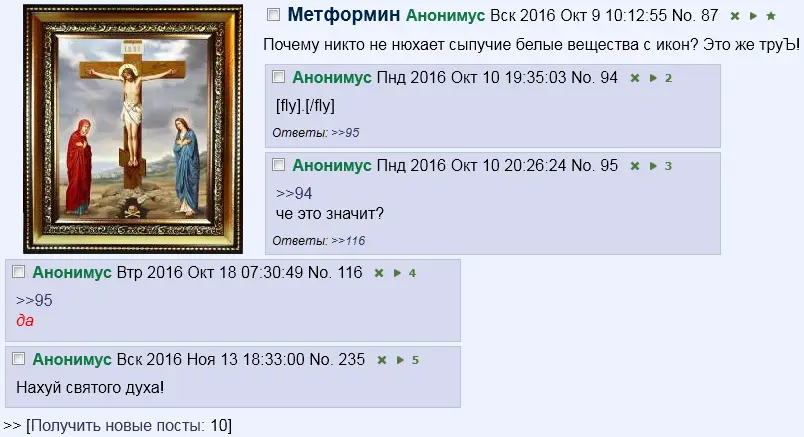 Метформин Анонимус Вск 2016 Окт 9 10:12:55 No. 87
Почему никто не нюхает сыпучие белые вещества с икон? Это же труЪ!
Анонимус Пнд 2016 Окт 10 19:35:03 No. 94 2
[fly].[/fly]
Ответы: >>95
Анонимус Пнд 2016 Окт 10 20:26:24 No. 95 3
>>94
че это значит?
Ответы: >>116
Анонимус Втр 2016 Окт 18 07:30:49 No. 116 4
>>95
да
Анонимус Вск 2016 Ноя 13 18:33:00 No. 235 5
Нахуй святого духа!
>> [Получить новые посты: 10]